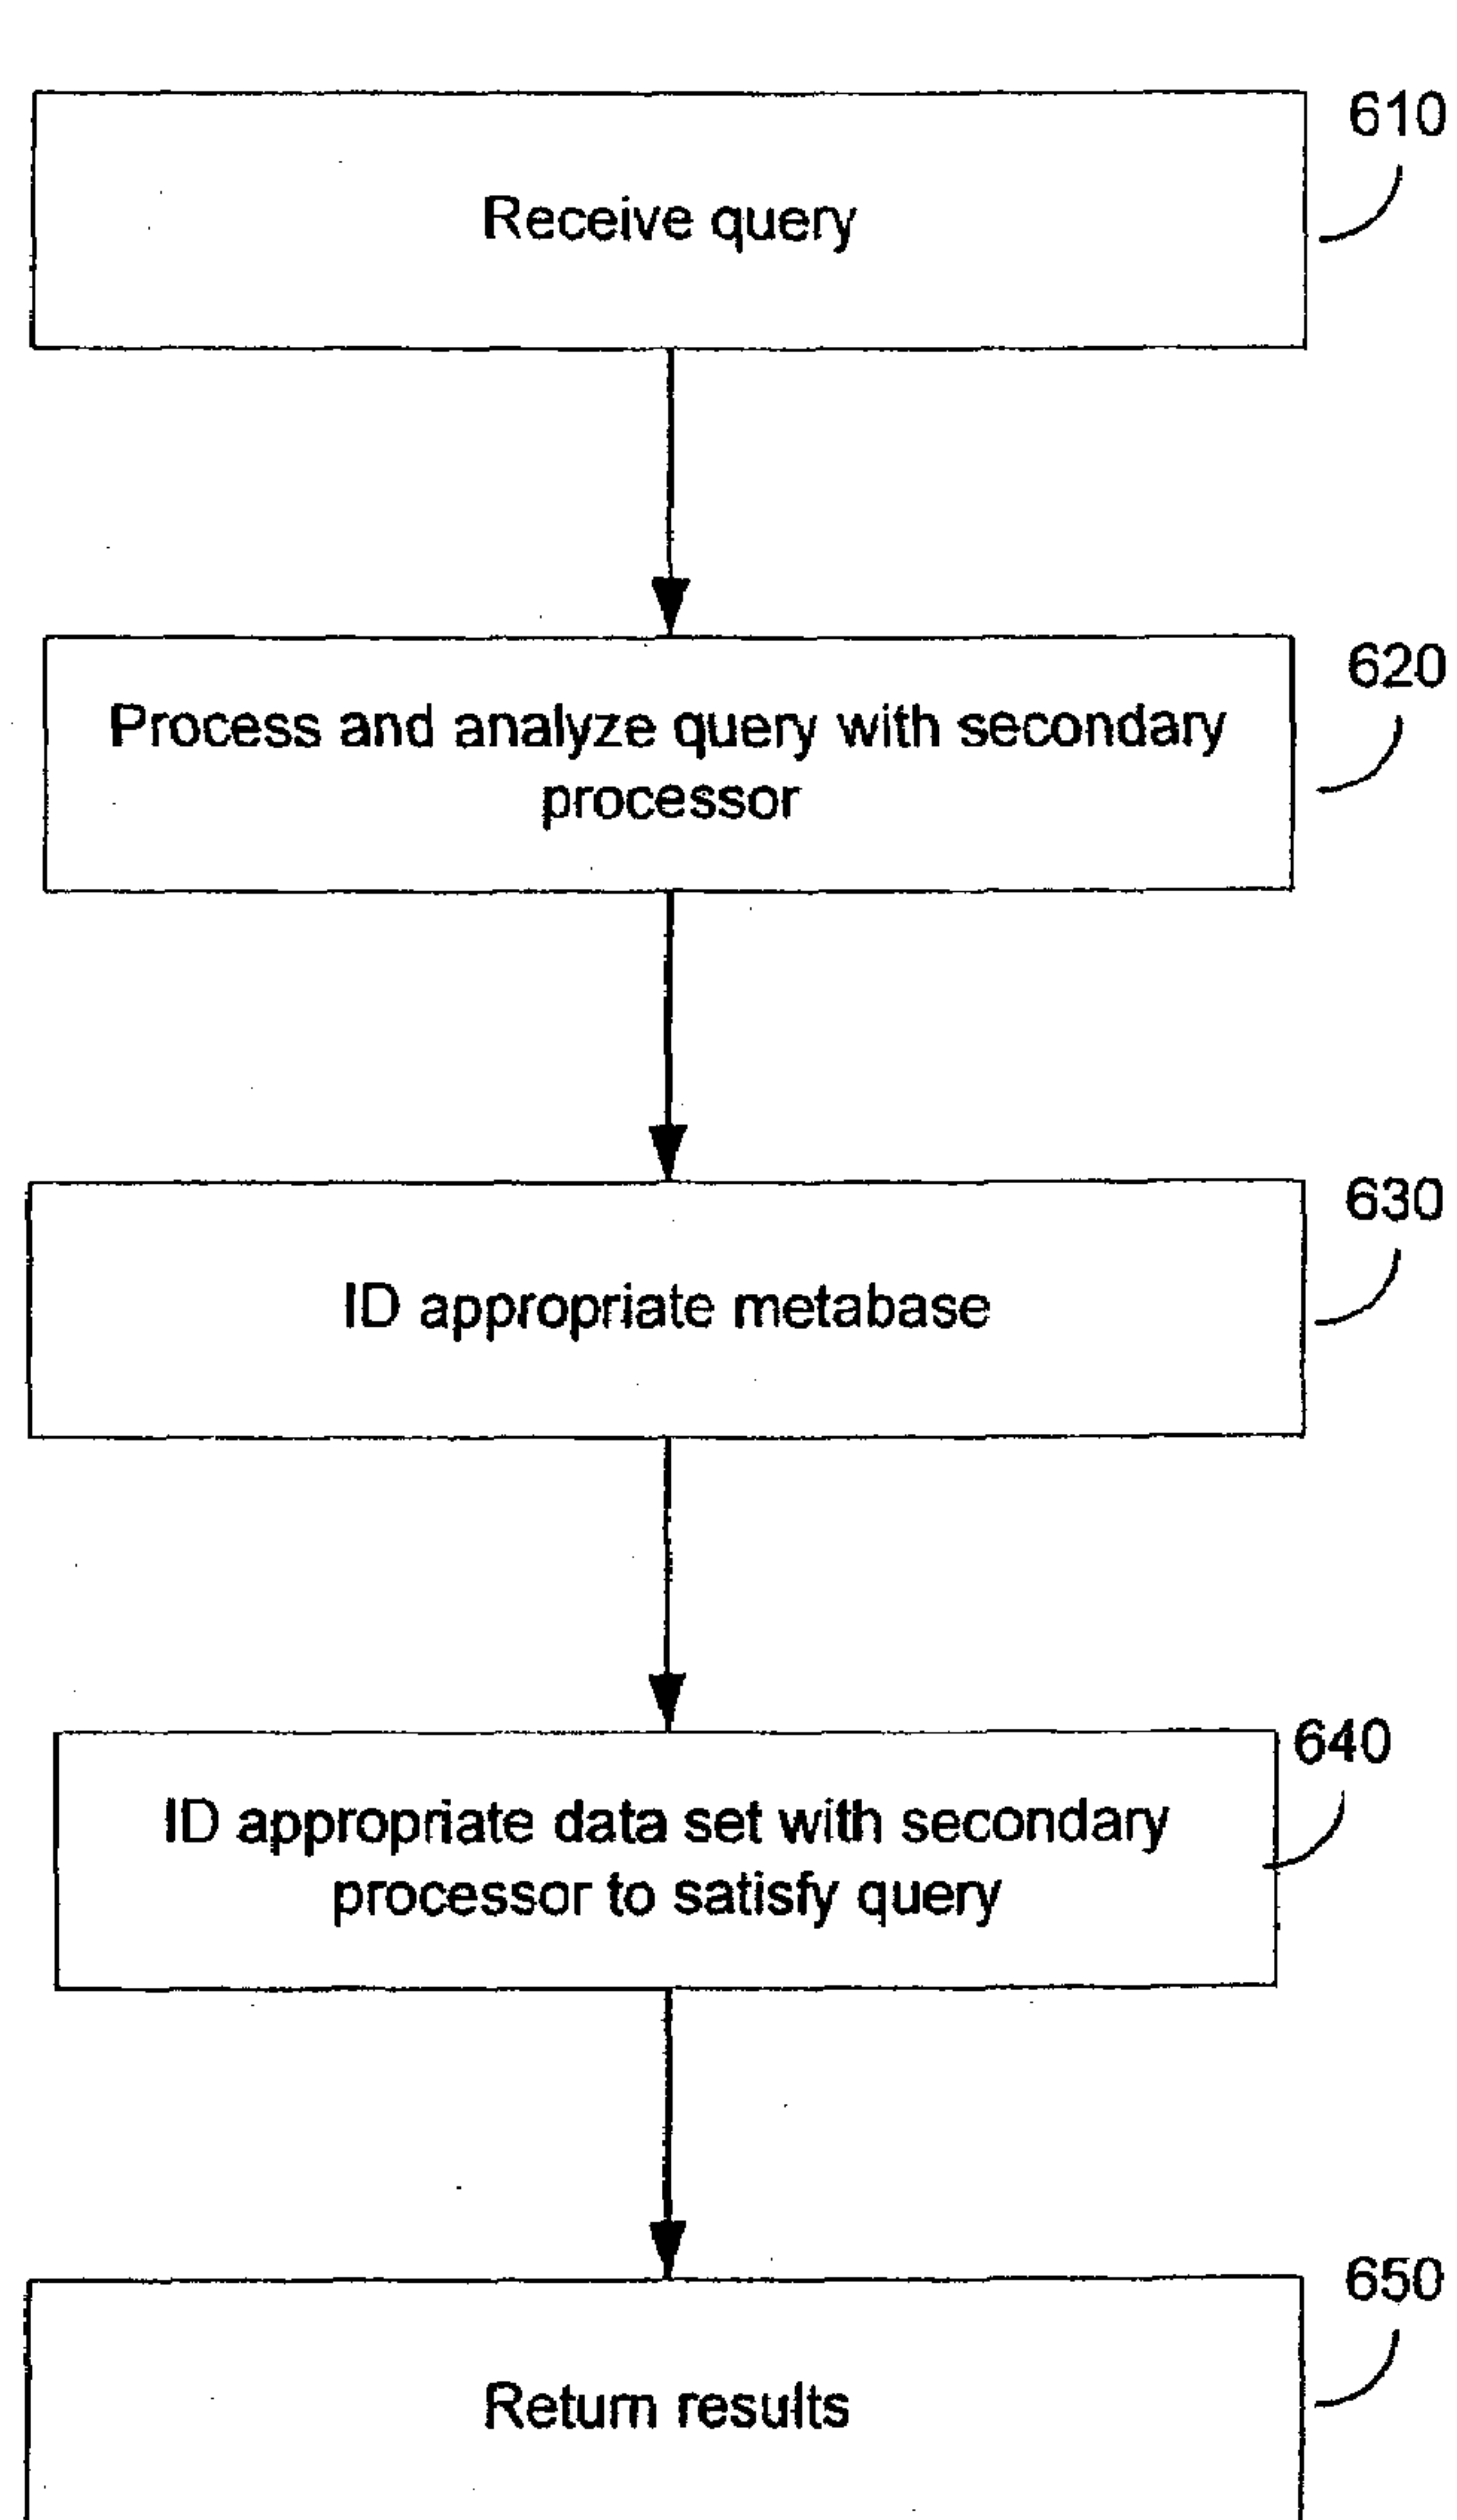 610
Receive query
620
Process and analyze query with secondary
processor
630
ID appropriate metabase
640
ID appropriate data set with secondary
processor to satisfy query
650
Return results